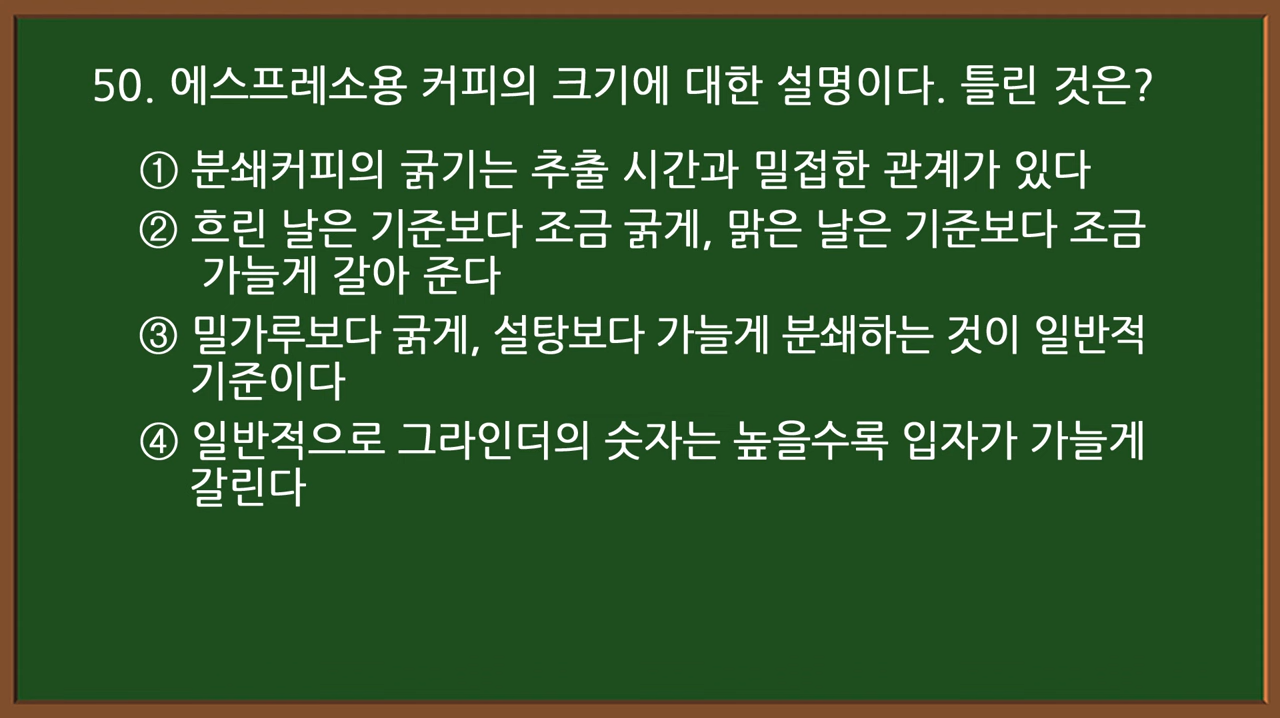 50. 에스프레소용 커피의 크기에 대한 설명이다. 틀린 것은?
① 분쇄커피의 굵기는 추출 시간과 밀접한 관계가 있다
② 흐린 날은 기준보다 조금 굵게, 맑은 날은 기준보다 조금
가늘게 갈아 준다
③ 밀가루보다 굵게, 설탕보다 가늘게 분쇄하는 것이 일반적
기준이다
④ 일반적으로 그라인더의 숫자는 높을수록 입자가 가늘게
갈린다